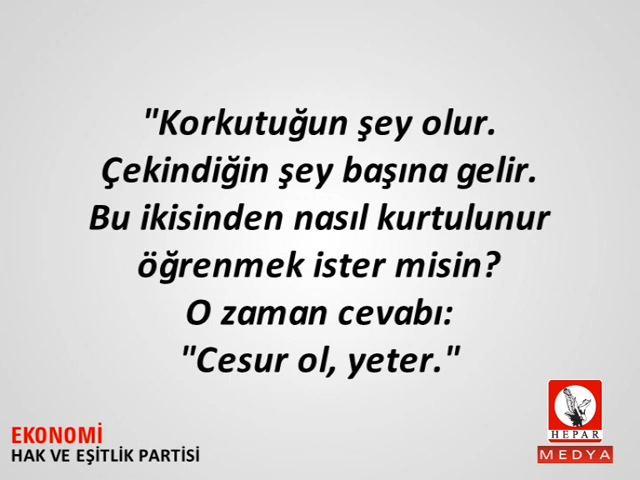 "Korkutuğun şey olur.
Çekindiğin şey başına gelir.
Bu ikisinden nasıl kurtulunur
öğrenmek ister misin?
O zaman cevabı:
"Cesur ol, yeter."
EKONOMİ
HAK VE EŞİTLİK PARTİSİ
HEPAR
MEDYA